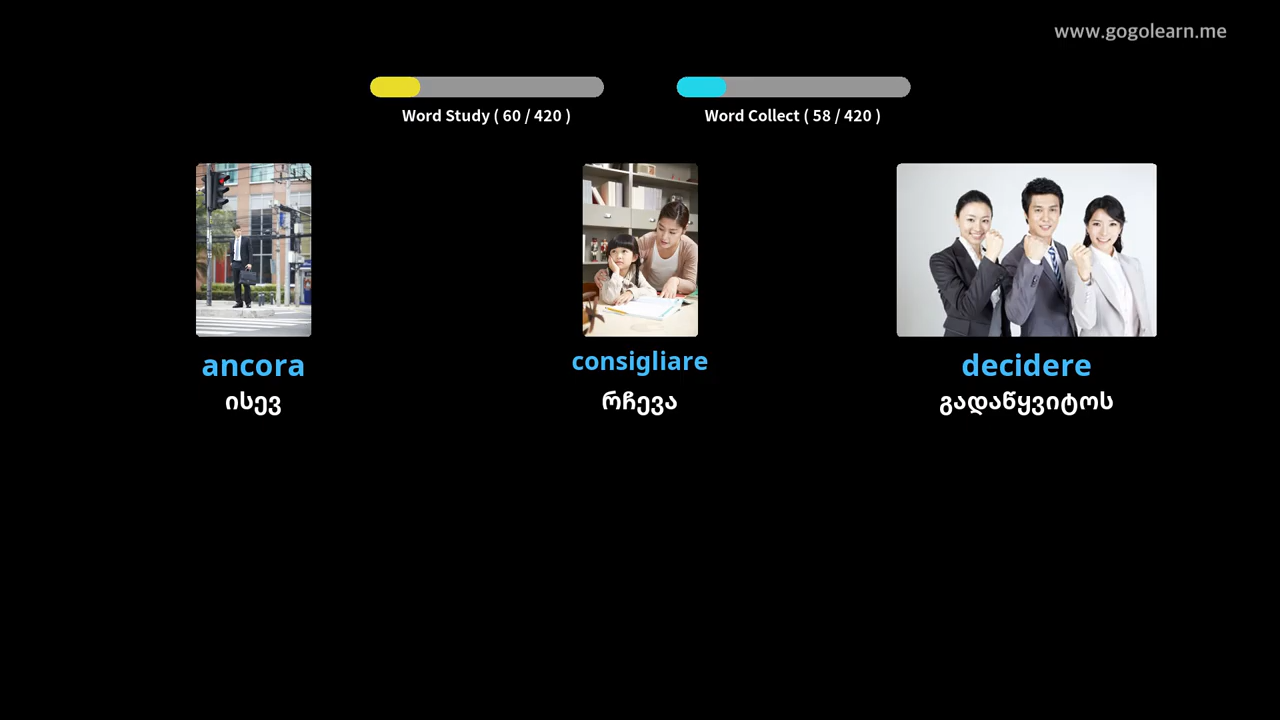 www.gogolearn.me
Word Study ( 60 / 420 )
Word Collect ( 58 / 420 )
ancora
consigliare
decidere
ისევ
რჩევა
გადაწყვიტოს